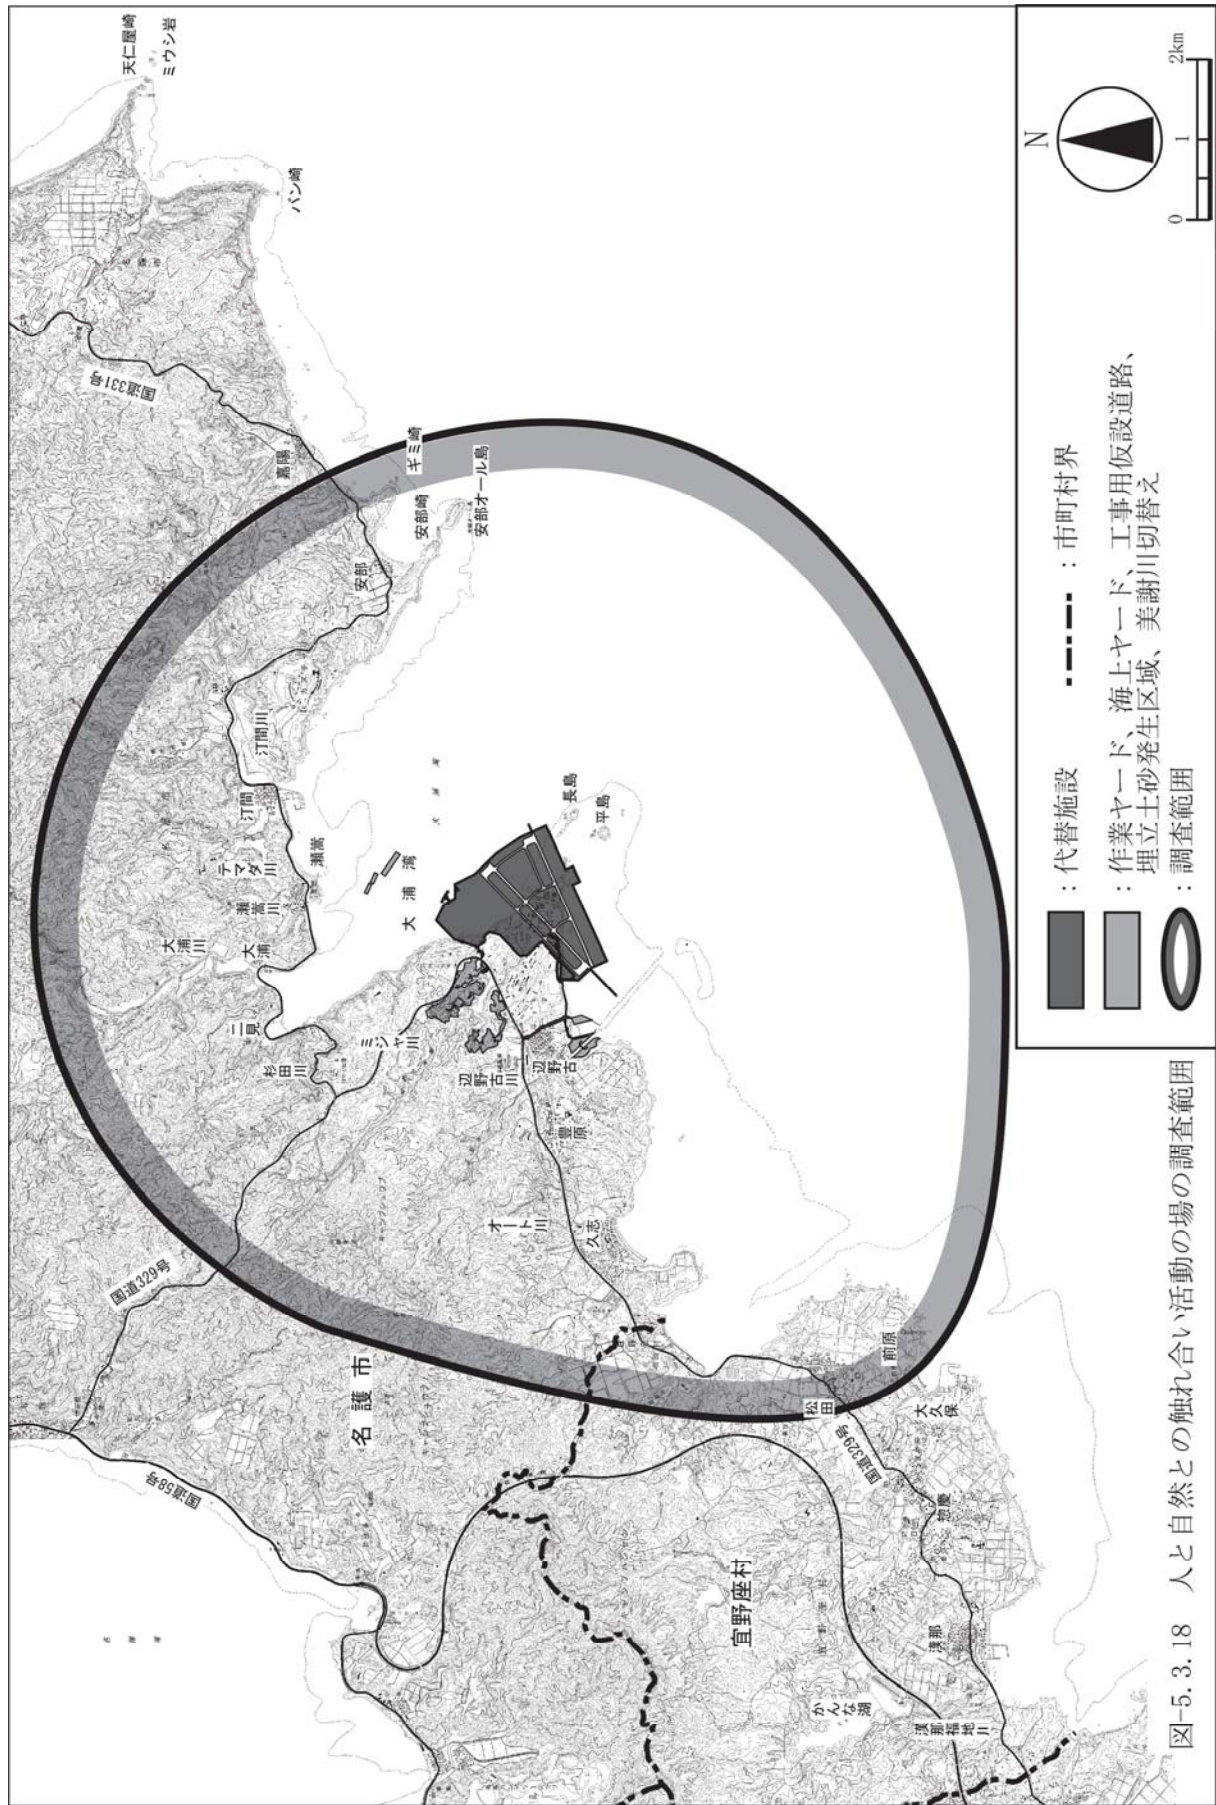 天仁屋崎
ミウシ岩
バン崎
国道331号
嘉陽
ギミ崎
安部崎
安部オール島
安部
汀間川
汀間
テマダ川
瀬嵩
瀬嵩川
大浦川
大浦
大浦湾
長島
平島
二見
杉田川
ミジャ川
辺野古川
辺野古
豊原
オート川
久志
国道329号
名護市
国道58号
松田
前原
大久保
国道329号
惣慶
宜野座村
漢那
かんな湖
漢那福地川
N
0 1 2km
：代替施設
：市町村界
：作業ヤード、海上ヤード、工事用仮設道路、
埋立土砂発生区域、美謝川切替え
：調査範囲
図-5.3.18 人と自然との触れ合い活動の場の調査範囲